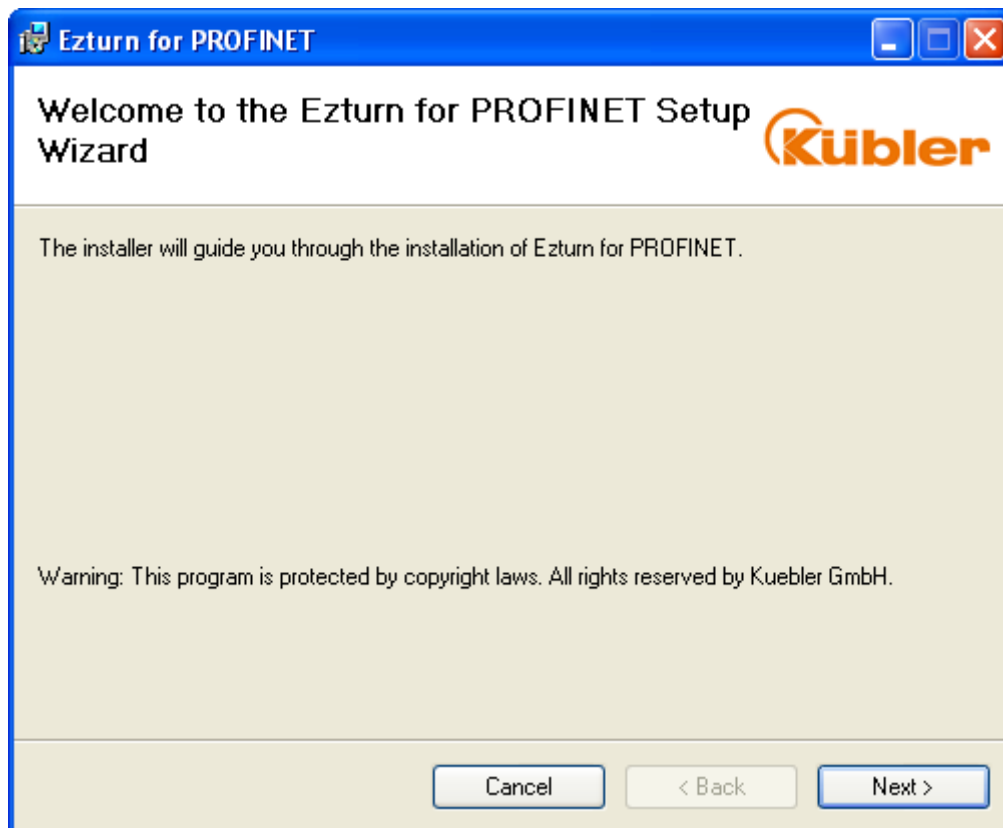 Ezturn for PROFINET
Welcome to the Ezturn for PROFINET Setup
Wizard
Kübler
The installer will guide you through the installation of Ezturn for PROFINET.
Warning: This program is protected by copyright laws. All rights reserved by Kuebler GmbH.
Cancel
< Back
Next >